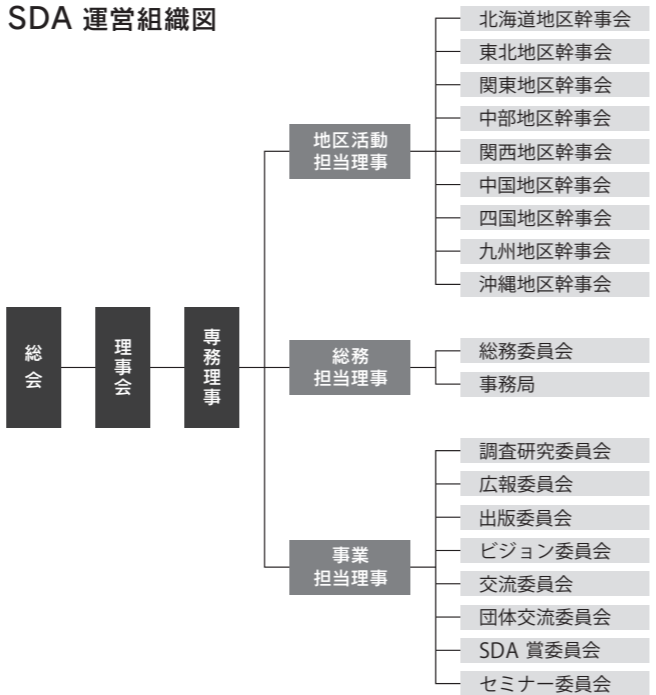 SDA 運営組織図
総会
理事会
専務理事
地区活動
担当理事
北海道地区幹事会
東北地区幹事会
関東地区幹事会
中部地区幹事会
関西地区幹事会
中国地区幹事会
四国地区幹事会
九州地区幹事会
沖縄地区幹事会
総務
担当理事
総務委員会
事務局
事業
担当理事
調査研究委員会
広報委員会
出版委員会
ビジョン委員会
交流委員会
団体交流委員会
SDA 賞委員会
セミナー委員会